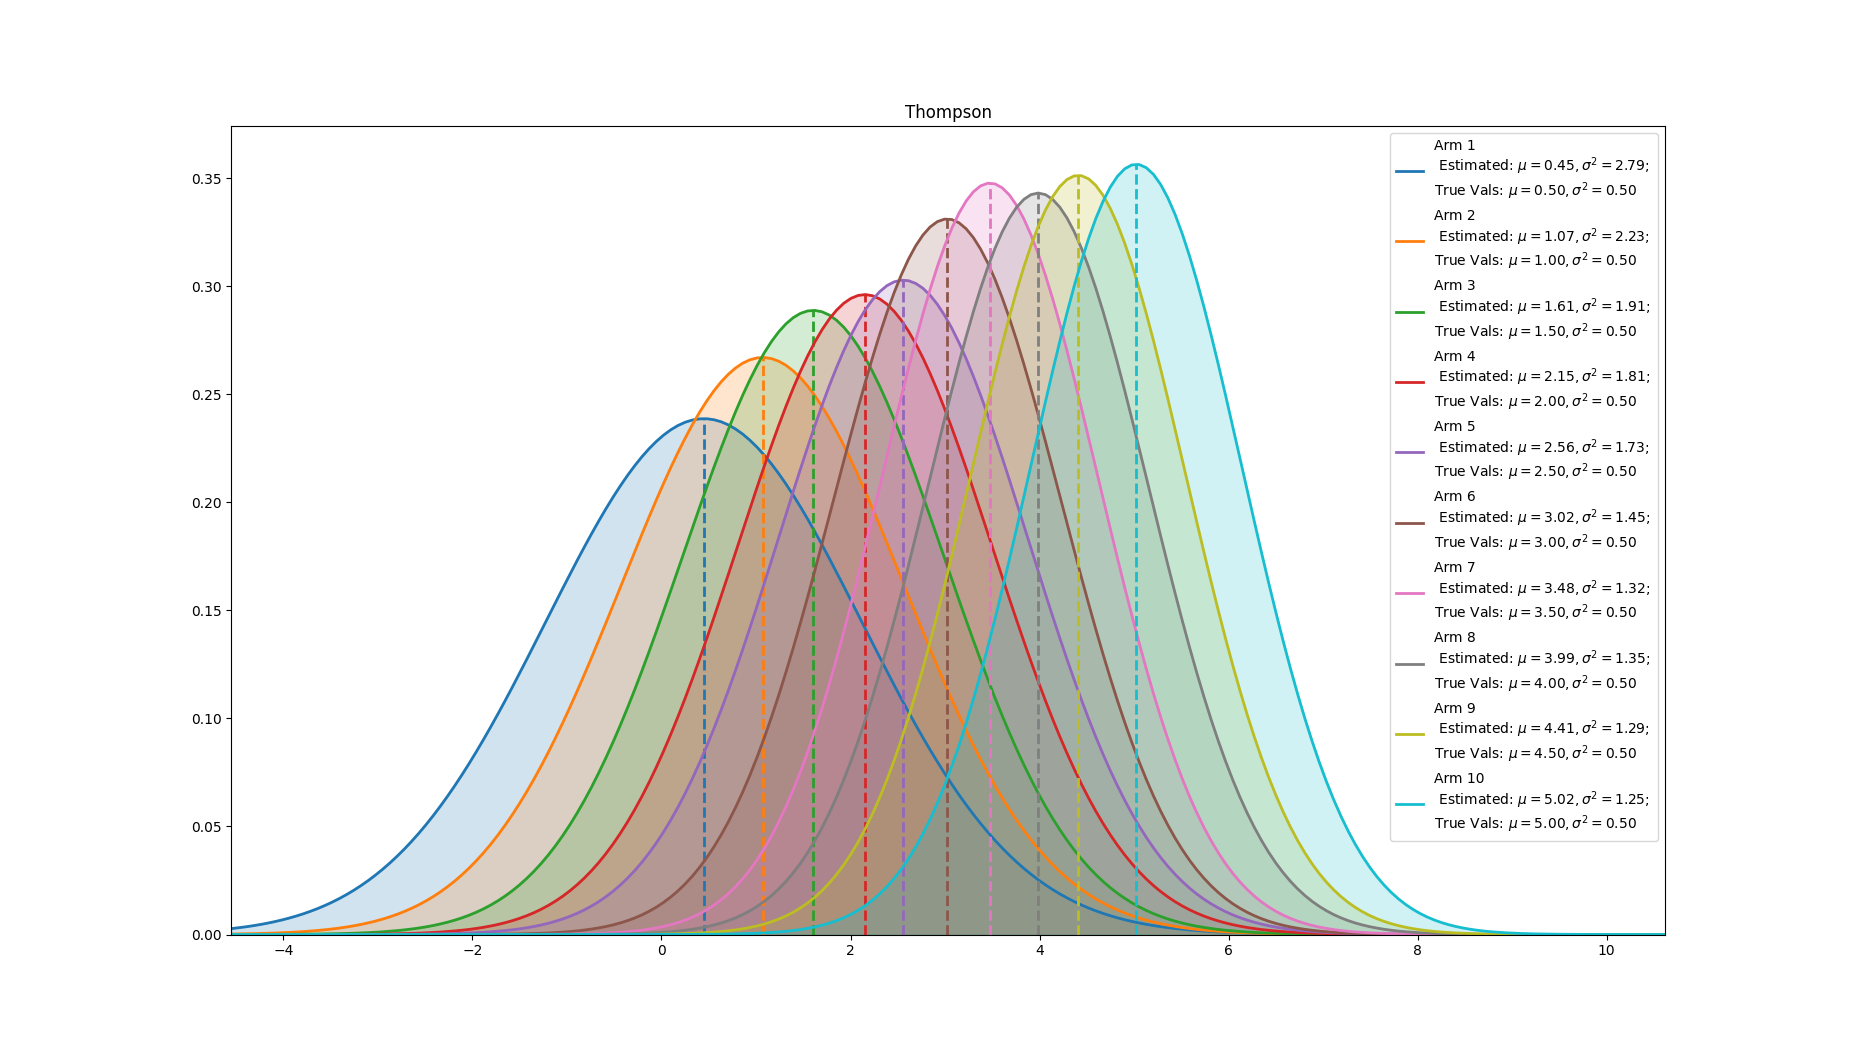 Thompson
0.35
0.30
0.25
0.20
0.15
0.10
0.05
0.00
−4
−2
0
2
4
6
8
10
Arm 1
Estimated: μ = 0.45, σ² = 2.79;
True Vals: μ = 0.50, σ² = 0.50
Arm 2
Estimated: μ = 1.07, σ² = 2.23;
True Vals: μ = 1.00, σ² = 0.50
Arm 3
Estimated: μ = 1.61, σ² = 1.91;
True Vals: μ = 1.50, σ² = 0.50
Arm 4
Estimated: μ = 2.15, σ² = 1.81;
True Vals: μ = 2.00, σ² = 0.50
Arm 5
Estimated: μ = 2.56, σ² = 1.73;
True Vals: μ = 2.50, σ² = 0.50
Arm 6
Estimated: μ = 3.02, σ² = 1.45;
True Vals: μ = 3.00, σ² = 0.50
Arm 7
Estimated: μ = 3.48, σ² = 1.32;
True Vals: μ = 3.50, σ² = 0.50
Arm 8
Estimated: μ = 3.99, σ² = 1.35;
True Vals: μ = 4.00, σ² = 0.50
Arm 9
Estimated: μ = 4.41, σ² = 1.29;
True Vals: μ = 4.50, σ² = 0.50
Arm 10
Estimated: μ = 5.02, σ² = 1.25;
True Vals: μ = 5.00, σ² = 0.50